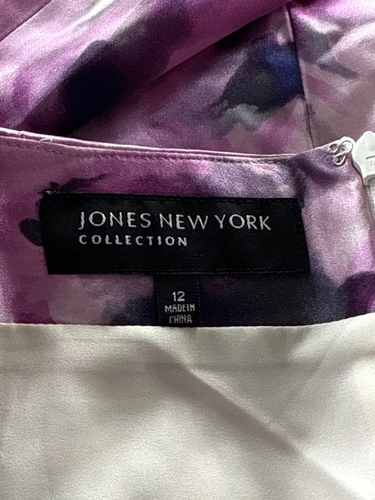 JONES NEW YORK
COLLECTION
12
MADE IN
CHINA